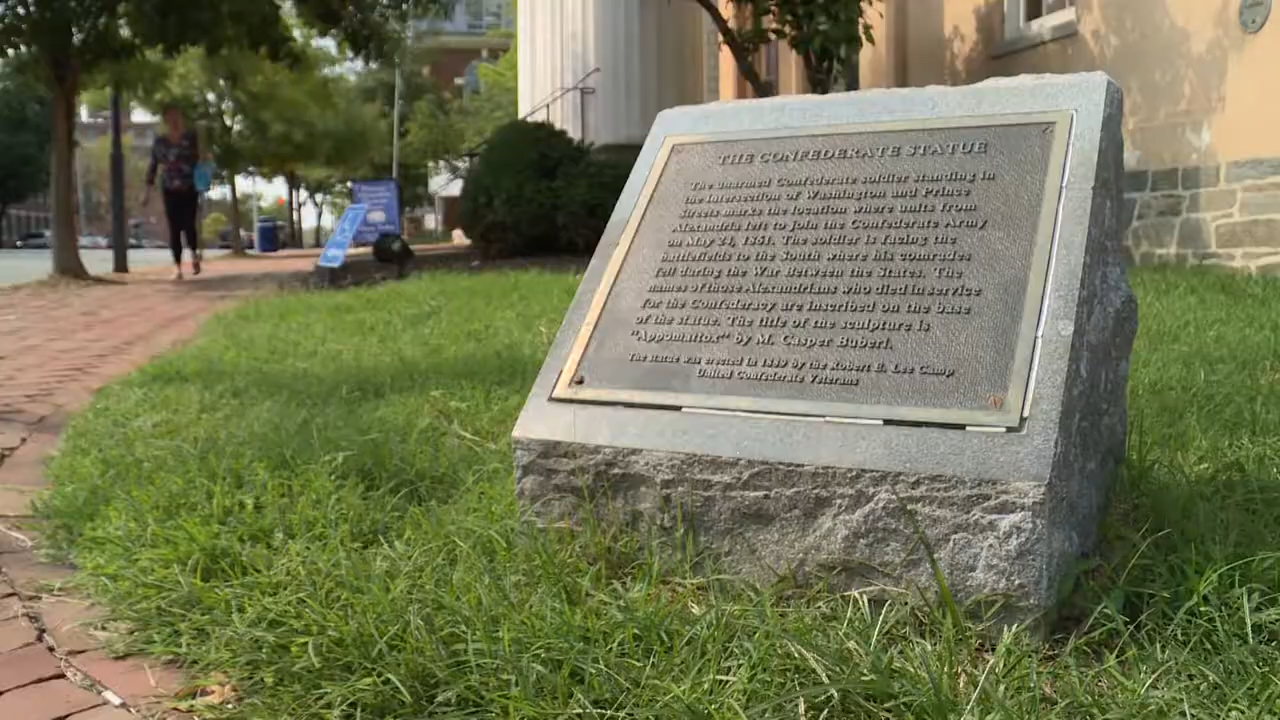 THE CONFEDERATE STATUE
The unarmed Confederate soldier standing in
the intersection of Washington and Prince
Streets marks the location where units from
Alexandria left to join the Confederate Army
on May 24, 1861. The soldier is facing the
battlefields to the South where his comrades
fell during the War Between the States. The
names of those Alexandrians who died in service
for the Confederacy are inscribed on the base
of the statue. The title of the sculpture is
"Appomattox" by M. Casper Buberl.
The statue was erected in 1889 by the Robert E. Lee Camp
United Confederate Veterans